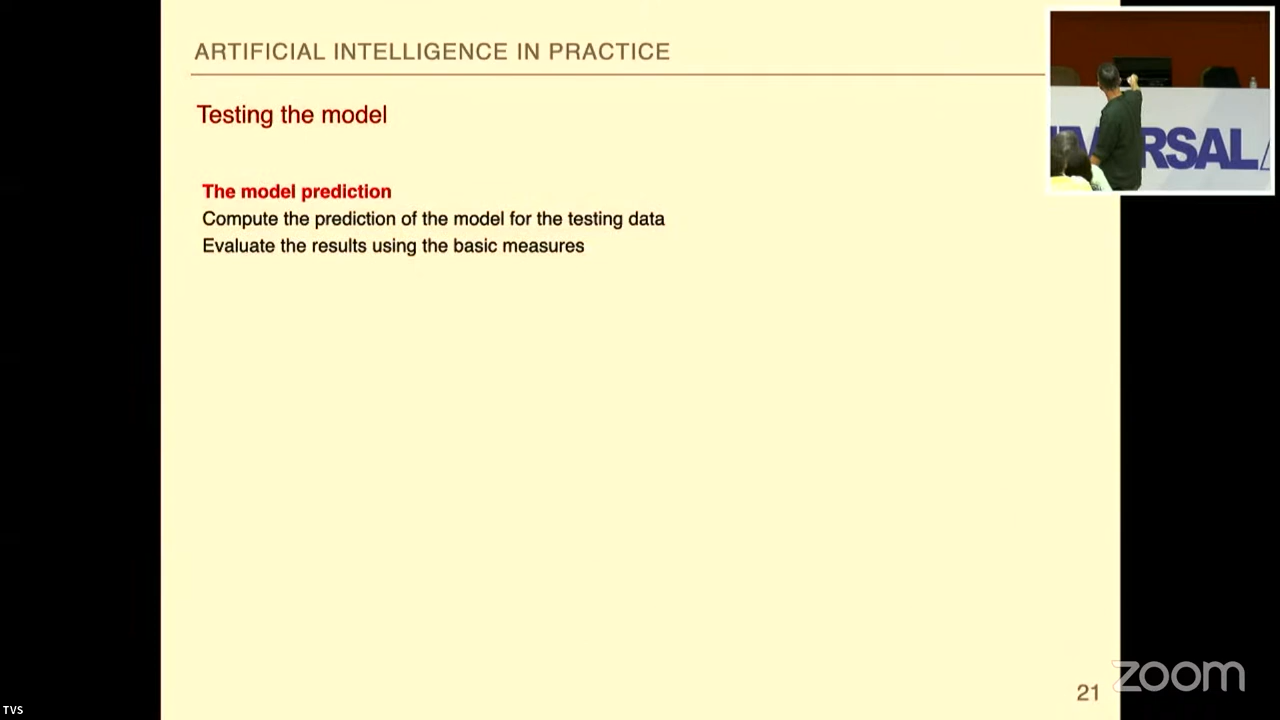 ARTIFICIAL INTELLIGENCE IN PRACTICE
Testing the model
The model prediction
Compute the prediction of the model for the testing data
Evaluate the results using the basic measures
21
zoom
TVS